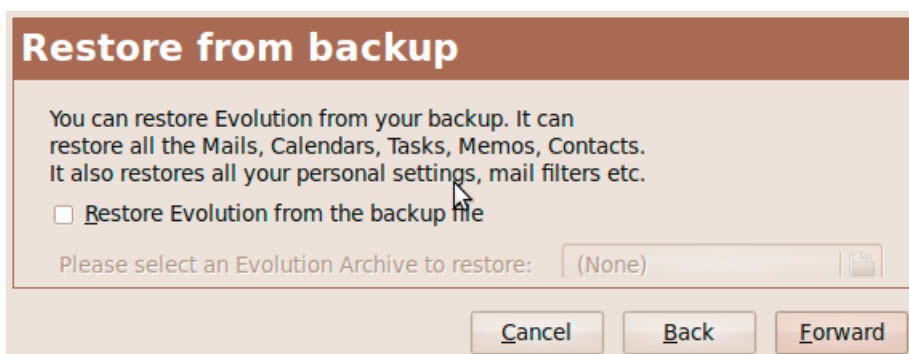 Restore from backup
You can restore Evolution from your backup. It can
restore all the Mails, Calendars, Tasks, Memos, Contacts.
It also restores all your personal settings, mail filters etc.
Restore Evolution from the backup file
Please select an Evolution Archive to restore: (None)
Cancel Back Forward